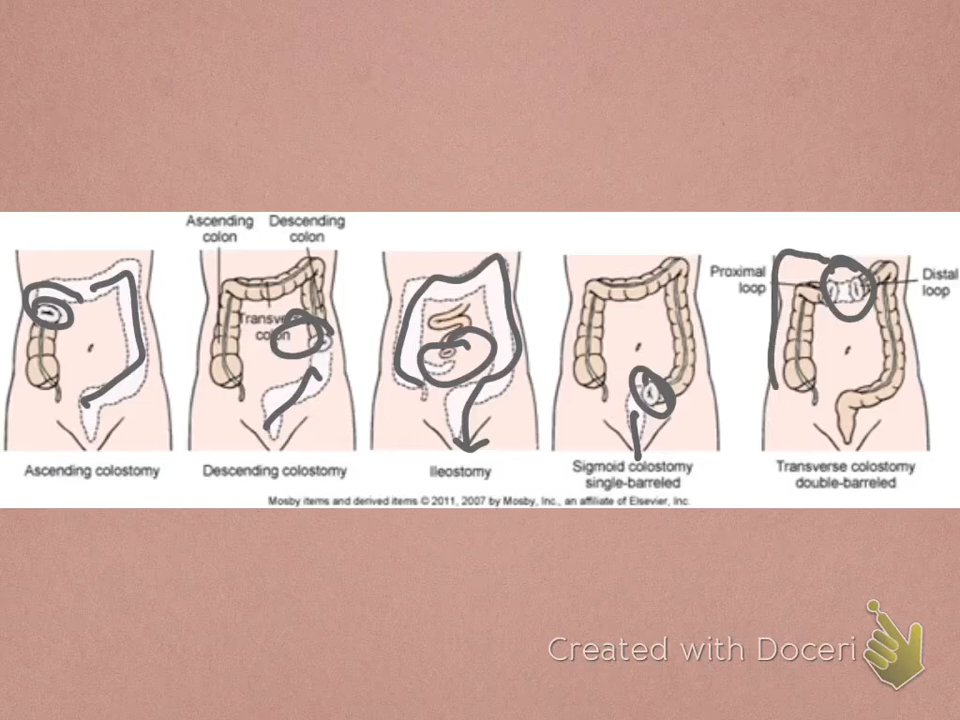 Ascending
colon
Descending
colon
Transverse
colon
Proximal
loop
Distal
loop
Ascending colostomy
Descending colostomy
Ileostomy
Sigmoid colostomy
single-barreled
Transverse colostomy
double-barreled
Mosby items and derived items © 2011, 2007 by Mosby, Inc., an affiliate of Elsevier, Inc.
Created with Doceri